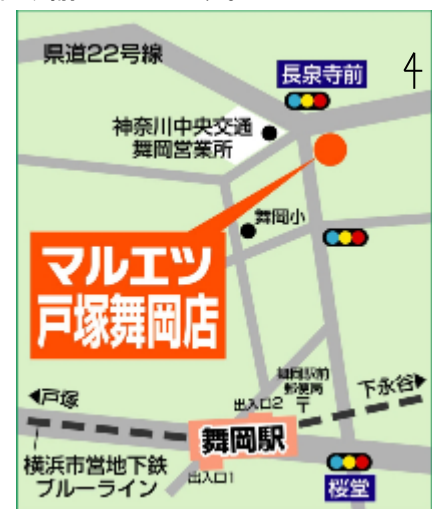 県道22号線
長泉寺前
4
神奈川中央交通
舞岡営業所
舞岡小
マルエツ
戸塚舞岡店
舞岡駅前
郵便局
出入口2 〒
◀戸塚
下永谷▶
舞岡駅
横浜市営地下鉄
ブルーライン
出入口1
桜堂